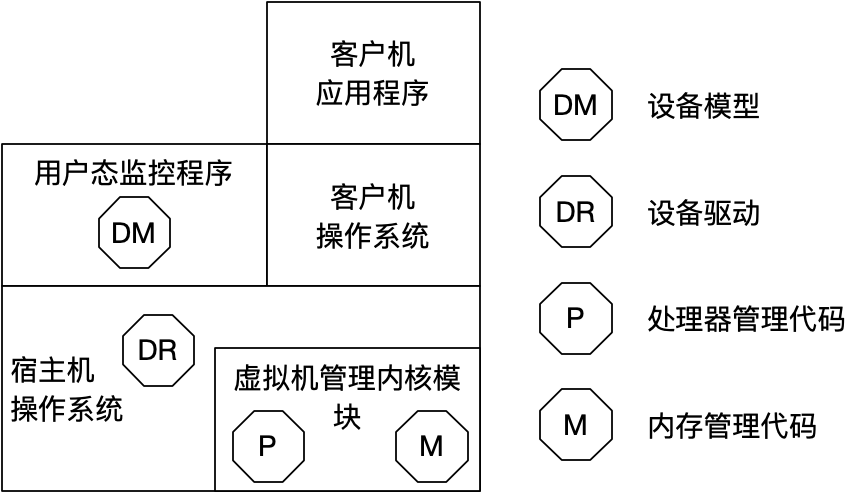 客户机
应用程序
用户态监控程序
DM
客户机
操作系统
DR
宿主机
操作系统
虚拟机管理内核模
块
P
M
DM 设备模型
DR 设备驱动
P 处理器管理代码
M 内存管理代码